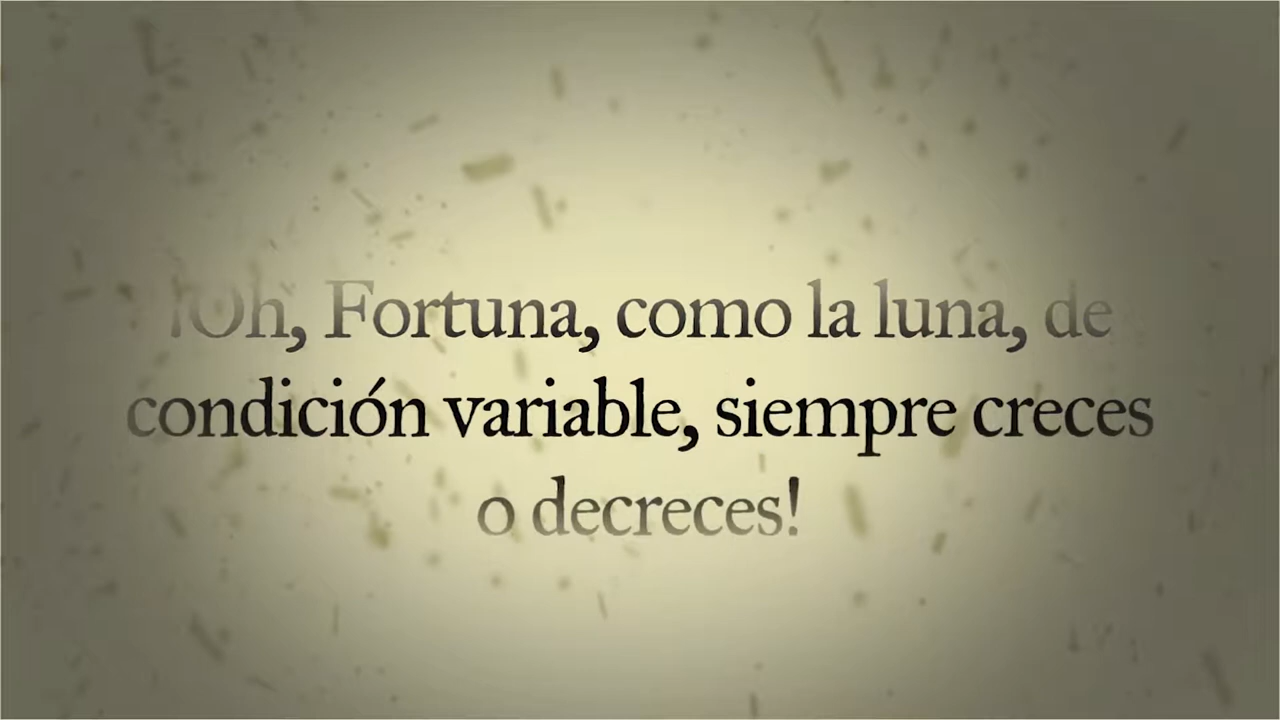 ¡Oh, Fortuna, como la luna, de
condición variable, siempre creces
o decreces!